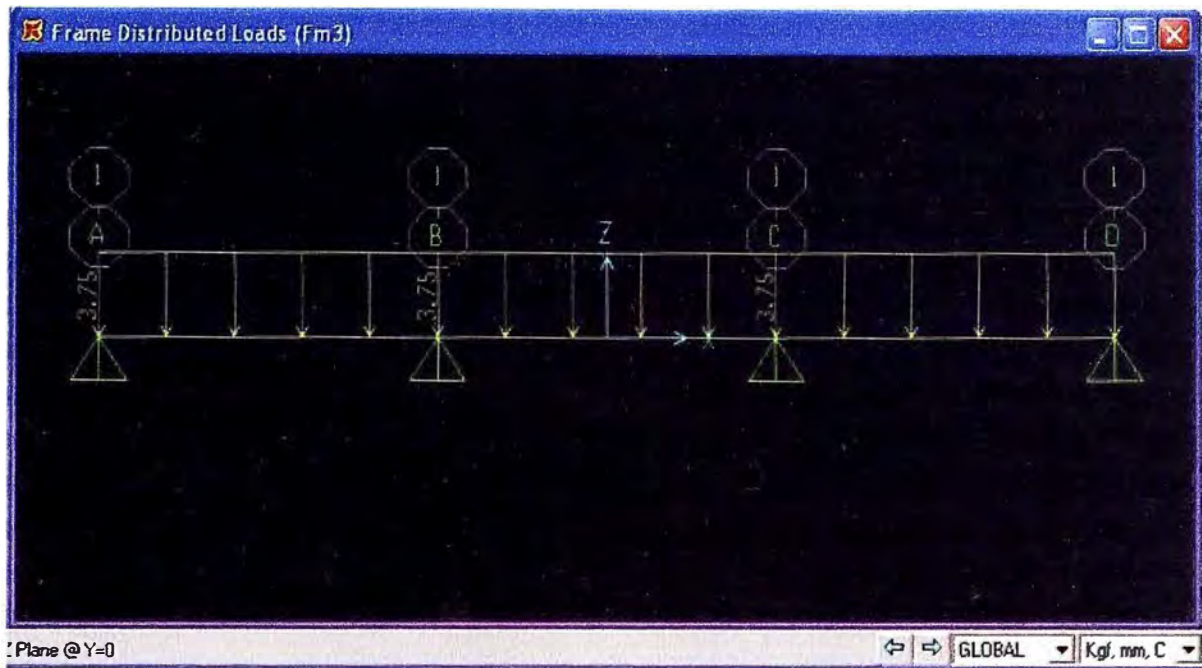 Frame Distributed Loads (Fm3)
1 1 1 1
A B Z C D
3.75 3.75 3.75
X
Plane @ Y=0
GLOBAL
Kgf, mm, C